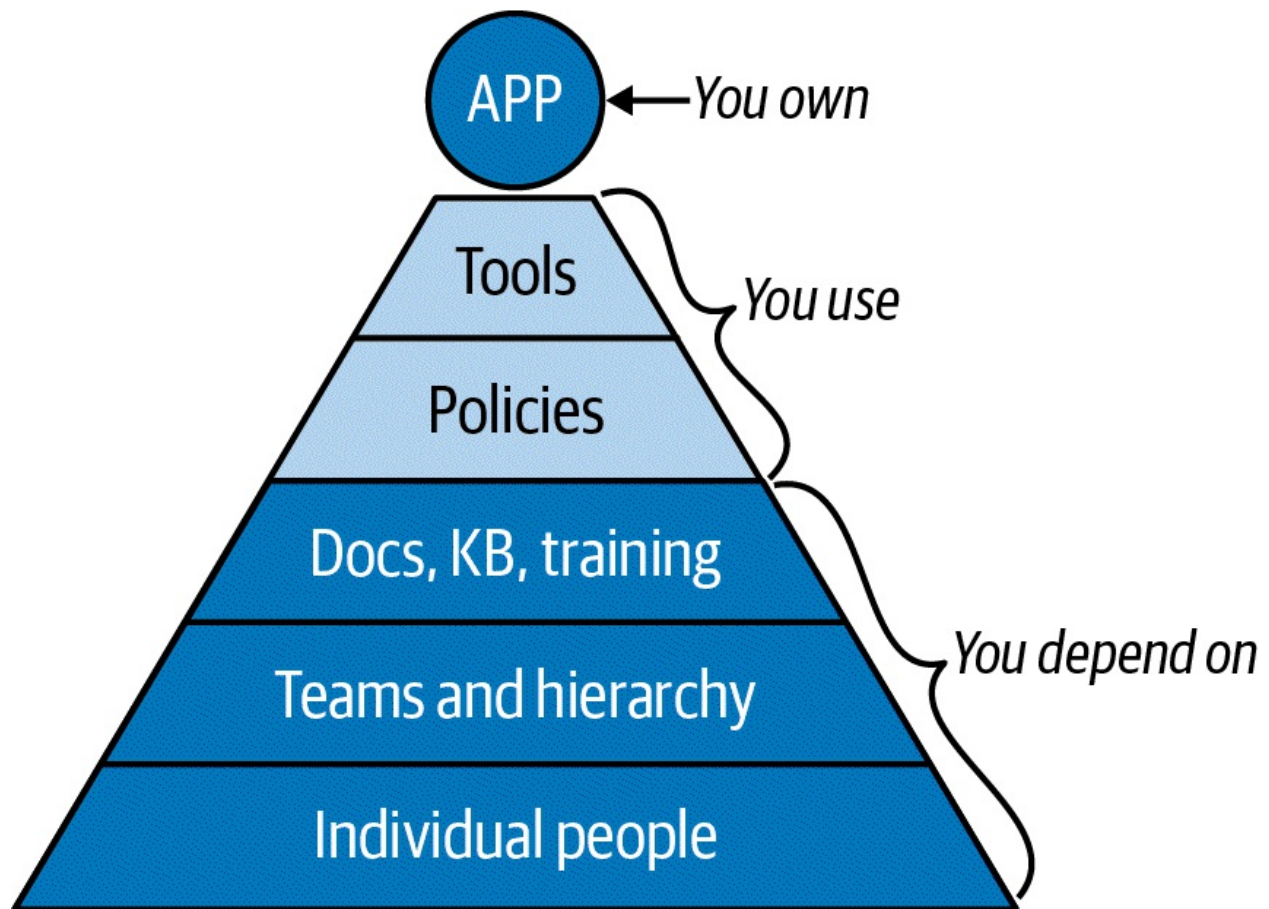 APP
You own
Tools
You use
Policies
Docs, KB, training
You depend on
Teams and hierarchy
Individual people